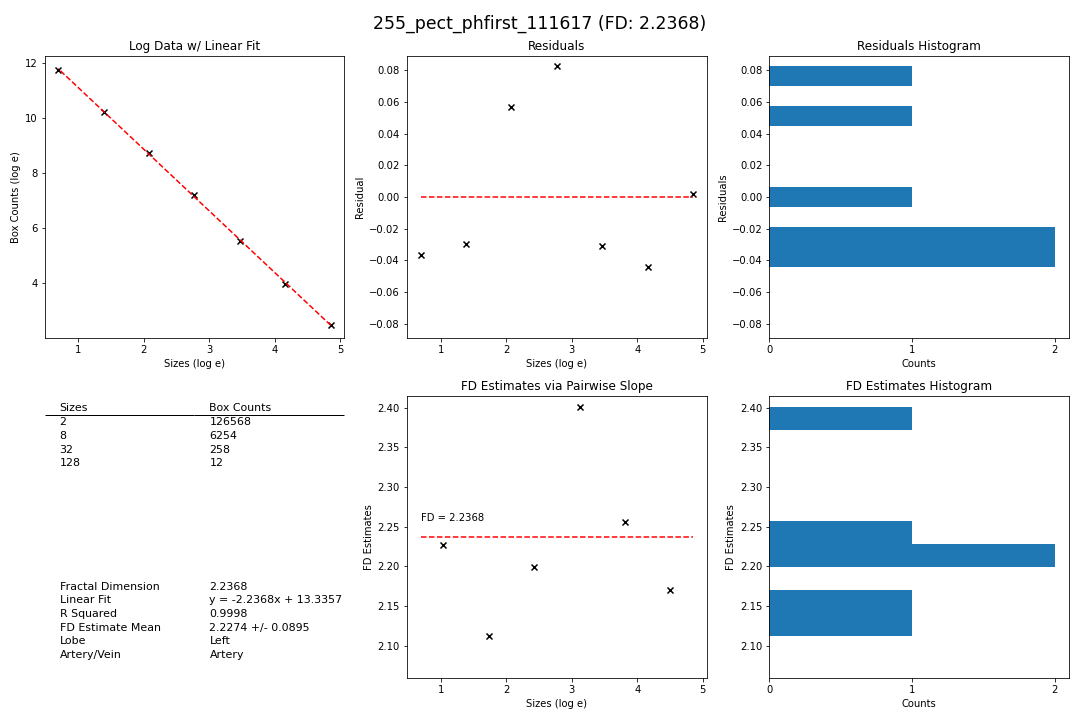 255_pect_phfirst_111617 (FD: 2.2368)
Log Data w/ Linear Fit
12
10
8
6
4
Box Counts (log e)
1 2 3 4 5
Sizes (log e)
Residuals
0.08
0.06
0.04
0.02
0.00
−0.02
−0.04
−0.06
−0.08
Residual
1 2 3 4 5
Sizes (log e)
Residuals Histogram
0.08
0.06
0.04
0.02
0.00
−0.02
−0.04
−0.06
−0.08
Residuals
0 1 2
Counts
Sizes Box Counts
2 126568
8 6254
32 258
128 12
Fractal Dimension 2.2368
Linear Fit y = -2.2368x + 13.3357
R Squared 0.9998
FD Estimate Mean 2.2274 +/- 0.0895
Lobe Left
Artery/Vein Artery
FD Estimates via Pairwise Slope
2.40
2.35
2.30
2.25
2.20
2.15
2.10
FD Estimates
FD = 2.2368
1 2 3 4 5
Sizes (log e)
FD Estimates Histogram
2.40
2.35
2.30
2.25
2.20
2.15
2.10
FD Estimates
0 1 2
Counts